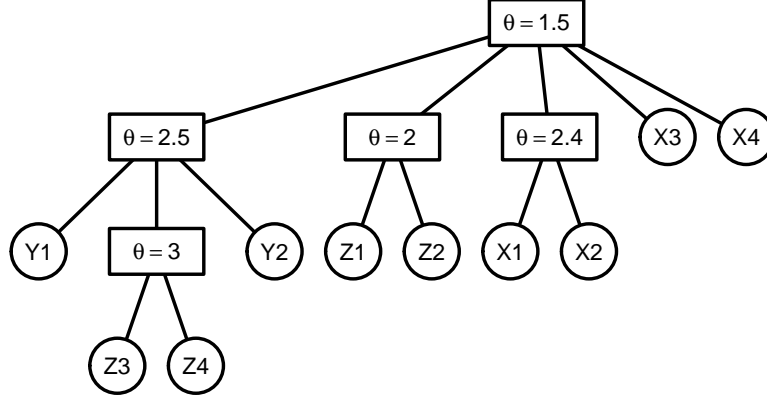 θ = 1.5
θ = 2.5
θ = 2
θ = 2.4
X3
X4
Y1
θ = 3
Y2
Z1
Z2
X1
X2
Z3
Z4